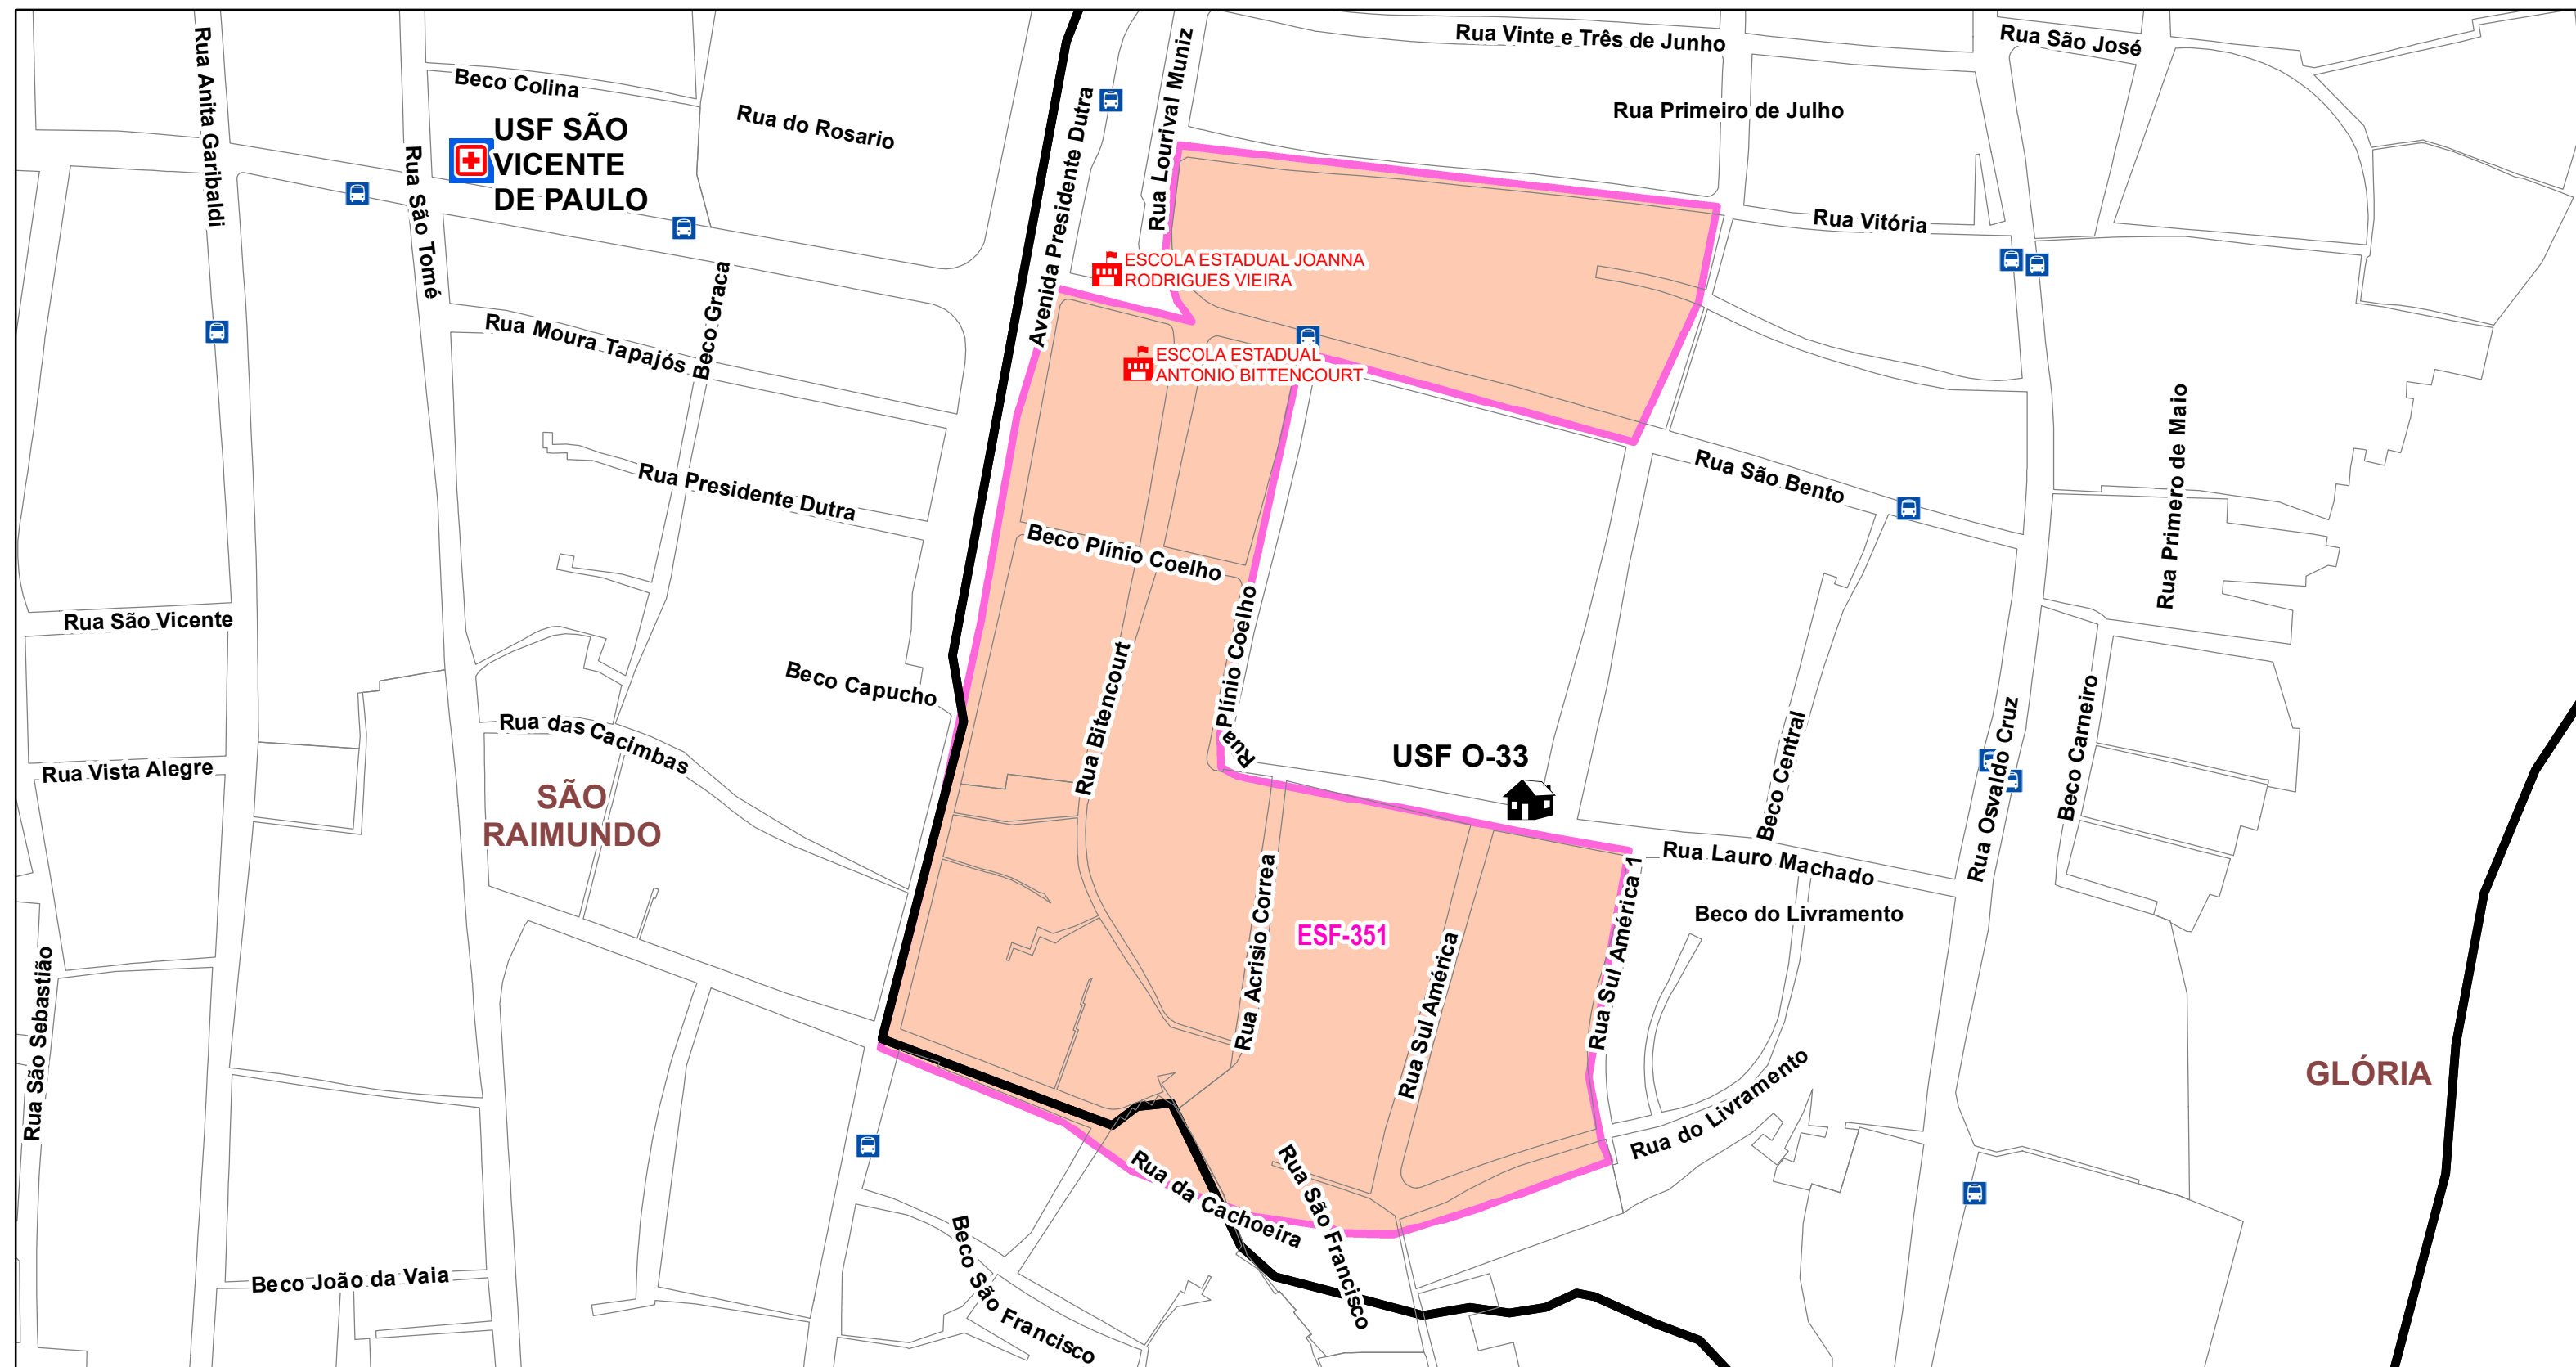 Rua Vinte e Três de Junho
Rua São José
Rua Anita Garibaldi
Beco Colina
Rua do Rosario
Rua Lourival Muniz
Rua Primeiro de Julho
USF SÃO
VICENTE
DE PAULO
Rua São Tomé
Avenida Presidente Dutra
Rua Vitória
ESCOLA ESTADUAL JOANNA
RODRIGUES VIEIRA
Beco Graca
Rua Moura Tapajós
ESCOLA ESTADUAL
ANTONIO BITTENCOURT
Rua Presidente Dutra
Rua São Bento
Rua Primero de Maio
Beco Plínio Coelho
Rua São Vicente
Rua Plínio Coelho
Rua Bitencourt
Beco Capucho
Rua das Cacimbas
Rua Vista Alegre
USF O-33
Beco Central
Rua Osvaldo Cruz
Beco Carneiro
SÃO
RAIMUNDO
Rua Lauro Machado
Rua Acrisio Correa
ESF-351
Rua Sul América
Rua Sul América 1
Beco do Livramento
Rua São Sebastião
Rua do Livramento
GLÓRIA
Rua da Cachoeira
Rua São Francisco
Beco São Francisco
Beco João da Vaia